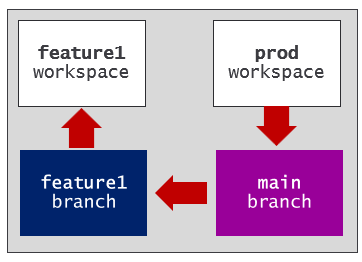 feature1
workspace
prod
workspace
feature1
branch
main
branch